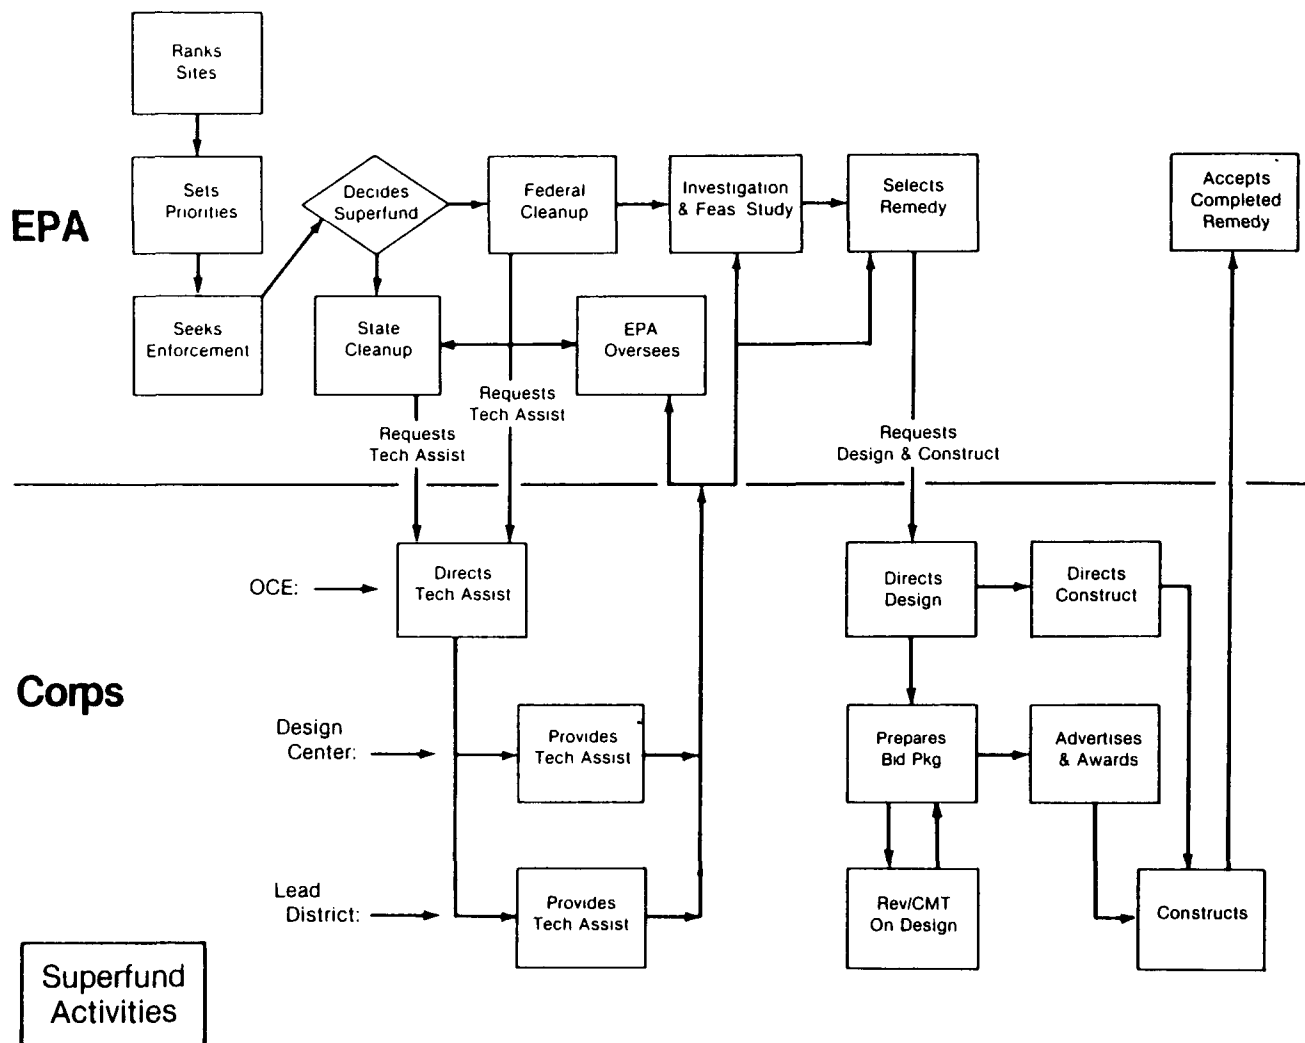 Ranks
Sites
EPA
Sets
Priorities
Decides
Superfund
Federal
Cleanup
Investigation
& Feas Study
Selects
Remedy
Accepts
Completed
Remedy
Seeks
Enforcement
State
Cleanup
EPA
Oversees
Requests
Tech Assist
Requests
Tech Assist
Requests
Design & Construct
OCE:
Directs
Tech Assist
Directs
Design
Directs
Construct
Corps
Design
Center:
Provides
Tech Assist
Prepares
Bid Pkg
Advertises
& Awards
Lead
District:
Provides
Tech Assist
Rev/CMT
On Design
Constructs
Superfund
Activities